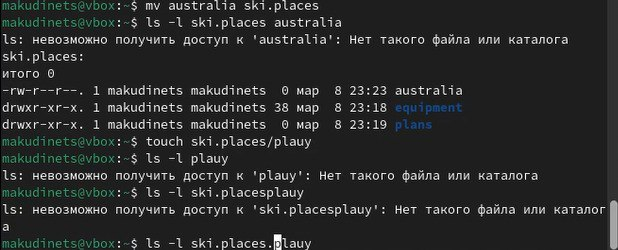 makudinets@vbox:~$ mv australia ski.places
makudinets@vbox:~$ ls -l ski.places australia
ls: невозможно получить доступ к 'australia': Нет такого файла или каталога
ski.places:
итого 0
-rw-r--r--. 1 makudinets makudinets  0 мар  8 23:23 australia
drwxr-xr-x. 1 makudinets makudinets 38 мар  8 23:18 equipment
drwxr-xr-x. 1 makudinets makudinets  0 мар  8 23:19 plans
makudinets@vbox:~$ touch ski.places/plauy
makudinets@vbox:~$ ls -l plauy
ls: невозможно получить доступ к 'plauy': Нет такого файла или каталога
makudinets@vbox:~$ ls -l ski.placesplauy
ls: невозможно получить доступ к 'ski.placesplauy': Нет такого файла или каталог
а
makudinets@vbox:~$ ls -l ski.places.plauy